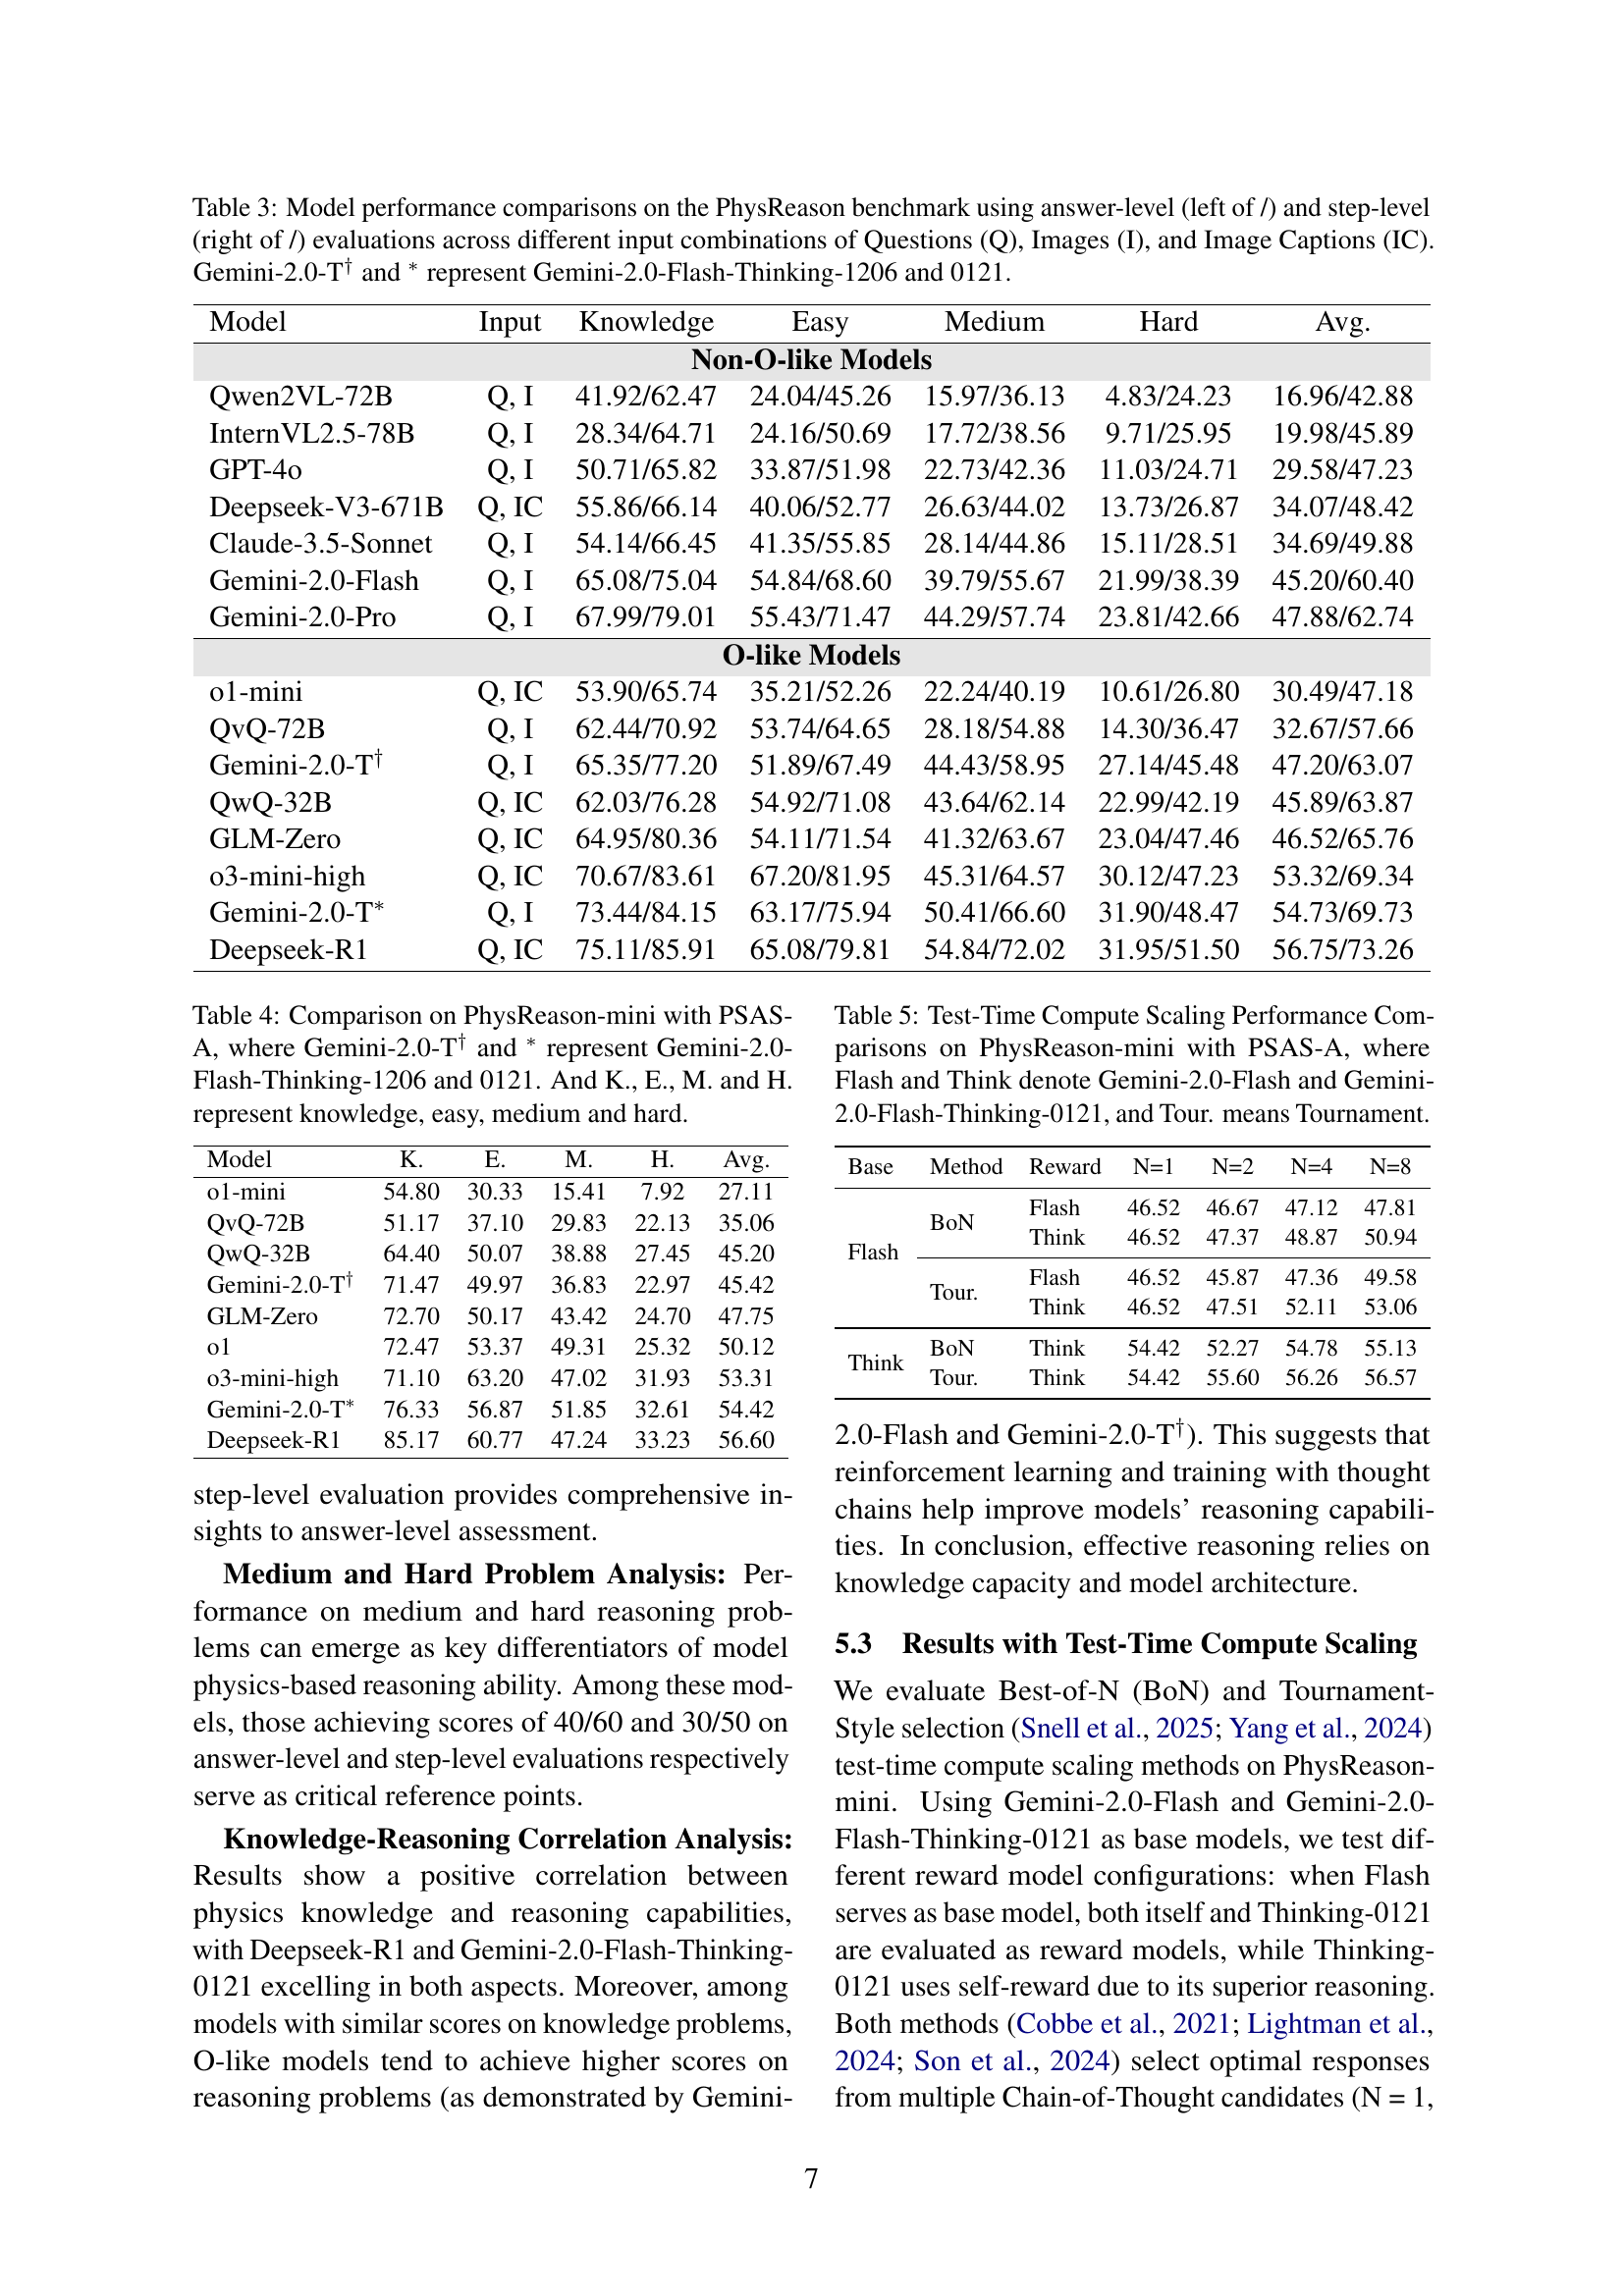 Table 3: Model performance comparisons on the PhysReason benchmark using answer-level (left of /) and step-level
(right of /) evaluations across different input combinations of Questions (Q), Images (I), and Image Captions (IC).
Gemini-2.0-T† and * represent Gemini-2.0-Flash-Thinking-1206 and 0121.
Model Input Knowledge Easy Medium Hard Avg.
Non-O-like Models
Qwen2VL-72B Q, I 41.92/62.47 24.04/45.26 15.97/36.13 4.83/24.23 16.96/42.88
InternVL2.5-78B Q, I 28.34/64.71 24.16/50.69 17.72/38.56 9.71/25.95 19.98/45.89
GPT-4o Q, I 50.71/65.82 33.87/51.98 22.73/42.36 11.03/24.71 29.58/47.23
Deepseek-V3-671B Q, IC 55.86/66.14 40.06/52.77 26.63/44.02 13.73/26.87 34.07/48.42
Claude-3.5-Sonnet Q, I 54.14/66.45 41.35/55.85 28.14/44.86 15.11/28.51 34.69/49.88
Gemini-2.0-Flash Q, I 65.08/75.04 54.84/68.60 39.79/55.67 21.99/38.39 45.20/60.40
Gemini-2.0-Pro Q, I 67.99/79.01 55.43/71.47 44.29/57.74 23.81/42.66 47.88/62.74
O-like Models
o1-mini Q, IC 53.90/65.74 35.21/52.26 22.24/40.19 10.61/26.80 30.49/47.18
QvQ-72B Q, I 62.44/70.92 53.74/64.65 28.18/54.88 14.30/36.47 32.67/57.66
Gemini-2.0-T† Q, I 65.35/77.20 51.89/67.49 44.43/58.95 27.14/45.48 47.20/63.07
QwQ-32B Q, IC 62.03/76.28 54.92/71.08 43.64/62.14 22.99/42.19 45.89/63.87
GLM-Zero Q, IC 64.95/80.36 54.11/71.54 41.32/63.67 23.04/47.46 46.52/65.76
o3-mini-high Q, IC 70.67/83.61 67.20/81.95 45.31/64.57 30.12/47.23 53.32/69.34
Gemini-2.0-T* Q, I 73.44/84.15 63.17/75.94 50.41/66.60 31.90/48.47 54.73/69.73
Deepseek-R1 Q, IC 75.11/85.91 65.08/79.81 54.84/72.02 31.95/51.50 56.75/73.26
Table 4: Comparison on PhysReason-mini with PSAS-
A, where Gemini-2.0-T† and * represent Gemini-2.0-
Flash-Thinking-1206 and 0121. And K., E., M. and H.
represent knowledge, easy, medium and hard.
Model K. E. M. H. Avg.
o1-mini 54.80 30.33 15.41 7.92 27.11
QvQ-72B 51.17 37.10 29.83 22.13 35.06
QwQ-32B 64.40 50.07 38.88 27.45 45.20
Gemini-2.0-T† 71.47 49.97 36.83 22.97 45.42
GLM-Zero 72.70 50.17 43.42 24.70 47.75
o1 72.47 53.37 49.31 25.32 50.12
o3-mini-high 71.10 63.20 47.02 31.93 53.31
Gemini-2.0-T* 76.33 56.87 51.85 32.61 54.42
Deepseek-R1 85.17 60.77 47.24 33.23 56.60
step-level evaluation provides comprehensive in-
sights to answer-level assessment.
Medium and Hard Problem Analysis: Per-
formance on medium and hard reasoning prob-
lems can emerge as key differentiators of model
physics-based reasoning ability. Among these mod-
els, those achieving scores of 40/60 and 30/50 on
answer-level and step-level evaluations respectively
serve as critical reference points.
Knowledge-Reasoning Correlation Analysis:
Results show a positive correlation between
physics knowledge and reasoning capabilities,
with Deepseek-R1 and Gemini-2.0-Flash-Thinking-
0121 excelling in both aspects. Moreover, among
models with similar scores on knowledge problems,
O-like models tend to achieve higher scores on
reasoning problems (as demonstrated by Gemini-
Table 5: Test-Time Compute Scaling Performance Com-
parisons on PhysReason-mini with PSAS-A, where
Flash and Think denote Gemini-2.0-Flash and Gemini-
2.0-Flash-Thinking-0121, and Tour. means Tournament.
Base Method Reward N=1 N=2 N=4 N=8
Flash BoN Flash 46.52 46.67 47.12 47.81
Think 46.52 47.37 48.87 50.94
Tour. Flash 46.52 45.87 47.36 49.58
Think 46.52 47.51 52.11 53.06
Think BoN Think 54.42 52.27 54.78 55.13
Tour. Think 54.42 55.60 56.26 56.57
2.0-Flash and Gemini-2.0-T†). This suggests that
reinforcement learning and training with thought
chains help improve models' reasoning capabili-
ties. In conclusion, effective reasoning relies on
knowledge capacity and model architecture.
5.3 Results with Test-Time Compute Scaling
We evaluate Best-of-N (BoN) and Tournament-
Style selection (Snell et al., 2025; Yang et al., 2024)
test-time compute scaling methods on PhysReason-
mini. Using Gemini-2.0-Flash and Gemini-2.0-
Flash-Thinking-0121 as base models, we test dif-
ferent reward model configurations: when Flash
serves as base model, both itself and Thinking-0121
are evaluated as reward models, while Thinking-
0121 uses self-reward due to its superior reasoning.
Both methods (Cobbe et al., 2021; Lightman et al.,
2024; Son et al., 2024) select optimal responses
from multiple Chain-of-Thought candidates (N = 1,
7